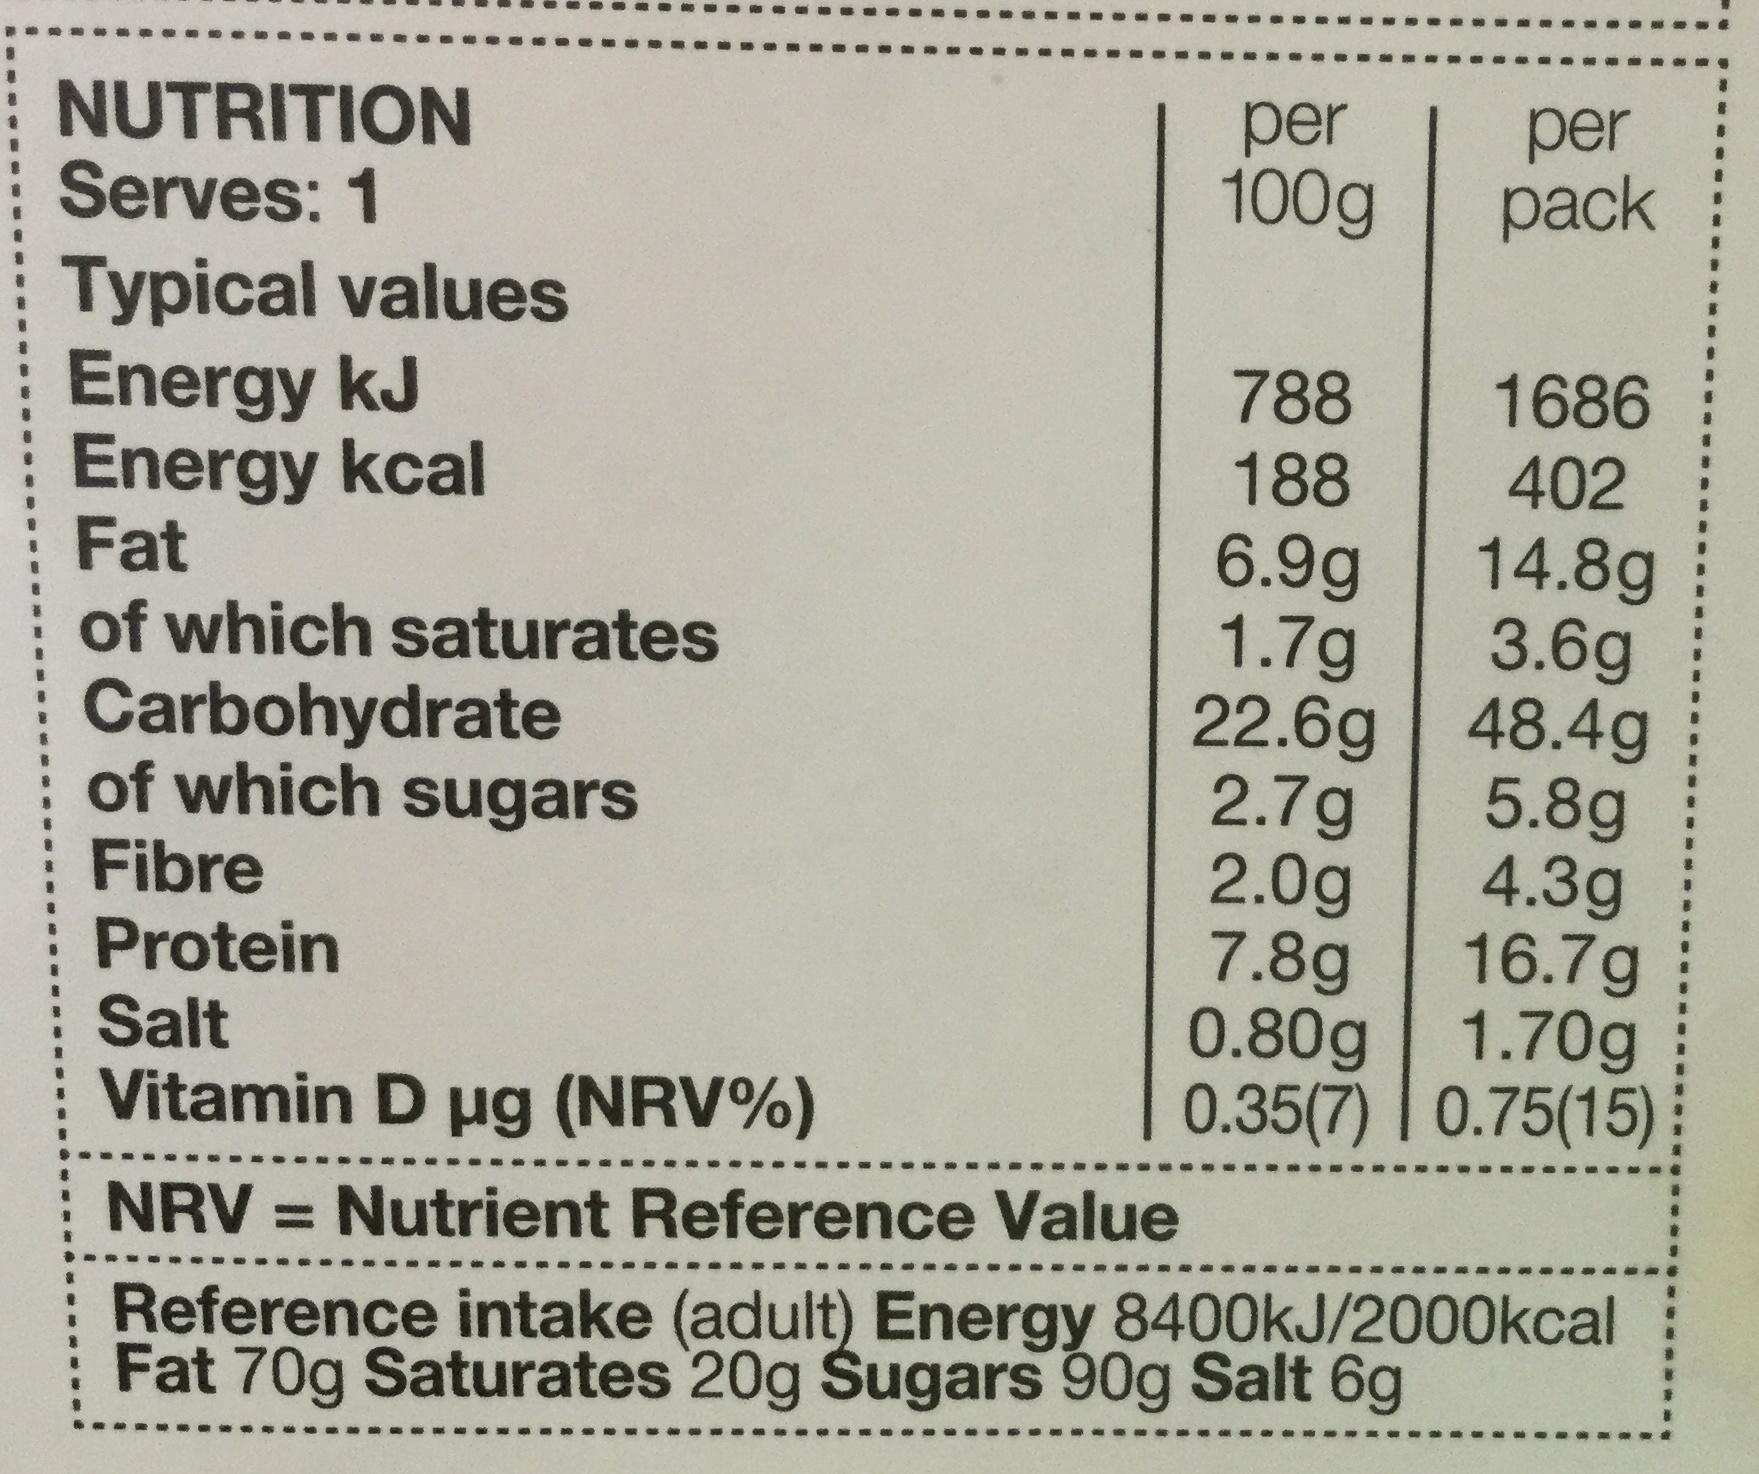 NUTRITION per per
Serves: 1 100g pack
Typical values
Energy kJ 788 1686
Energy kcal 188 402
Fat 6.9g 14.8g
of which saturates 1.7g 3.6g
Carbohydrate 22.6g 48.4g
of which sugars 2.7g 5.8g
Fibre 2.0g 4.3g
Protein 7.8g 16.7g
Salt 0.80g 1.70g
Vitamin D µg (NRV%) 0.35(7) 0.75(15)
NRV = Nutrient Reference Value
Reference intake (adult) Energy 8400kJ/2000kcal
Fat 70g Saturates 20g Sugars 90g Salt 6g